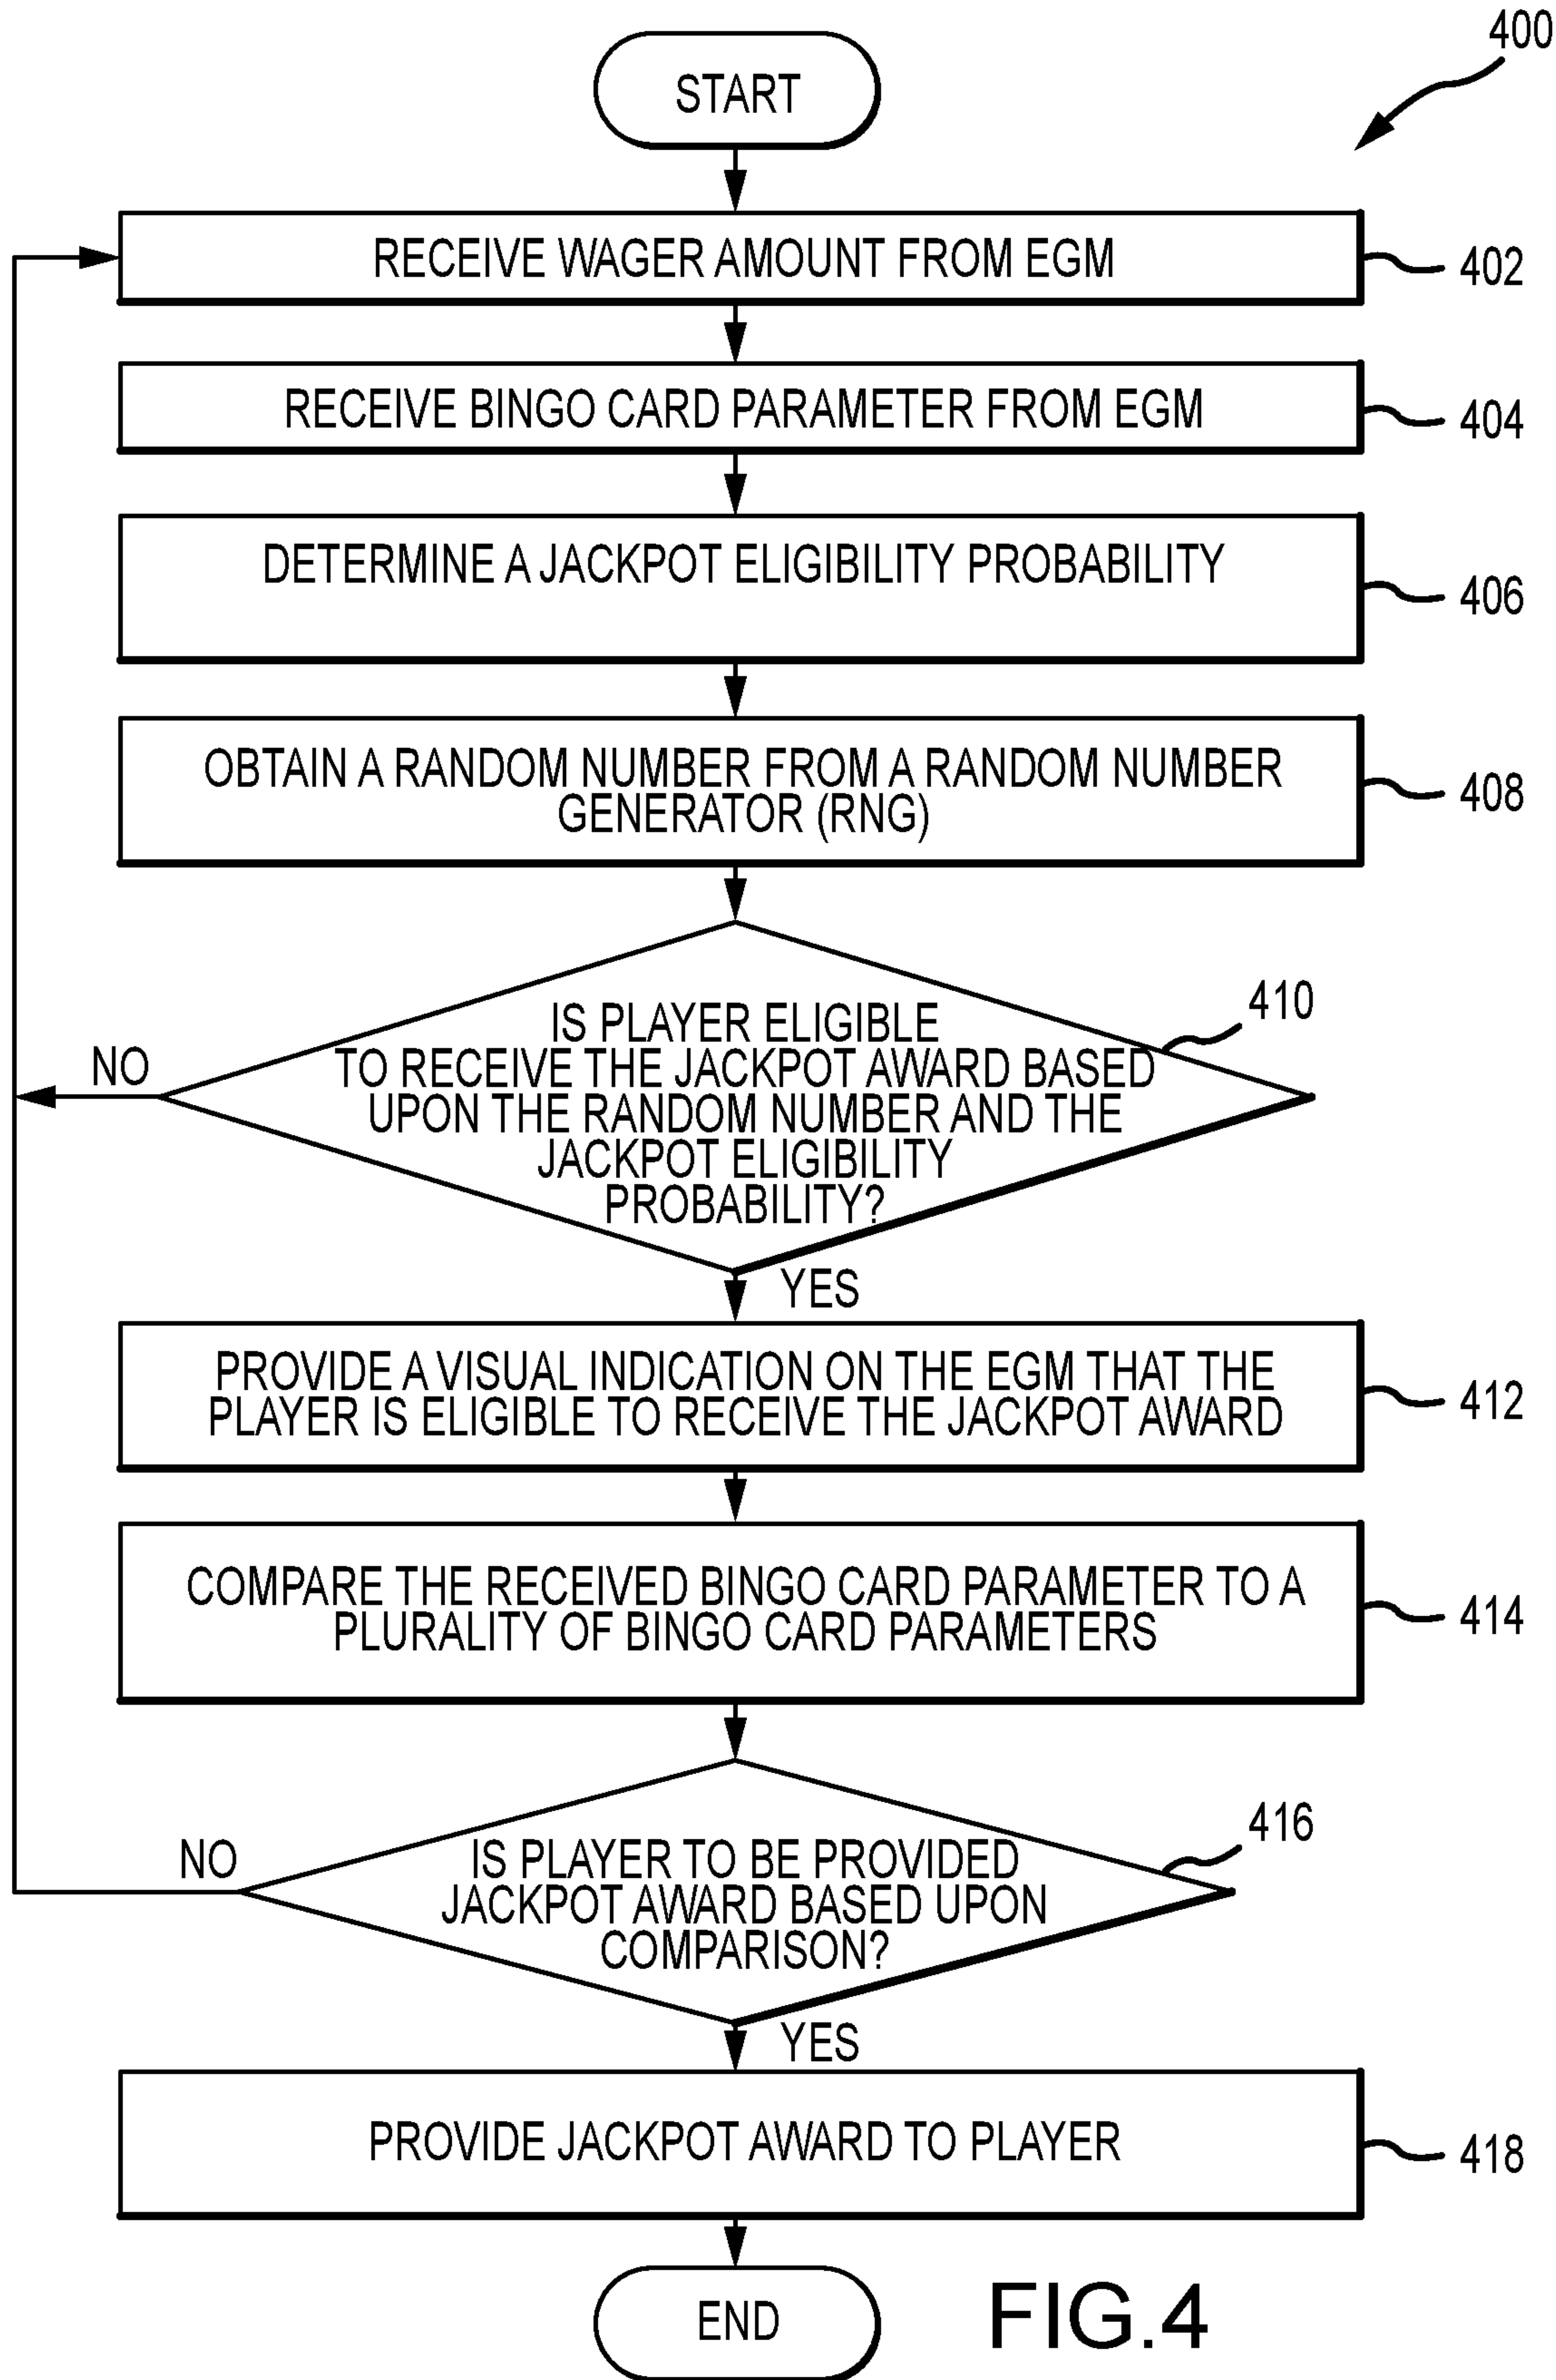 400
START
RECEIVE WAGER AMOUNT FROM EGM
402
RECEIVE BINGO CARD PARAMETER FROM EGM
404
DETERMINE A JACKPOT ELIGIBILITY PROBABILITY
406
OBTAIN A RANDOM NUMBER FROM A RANDOM NUMBER
GENERATOR (RNG)
408
IS PLAYER ELIGIBLE
TO RECEIVE THE JACKPOT AWARD BASED
UPON THE RANDOM NUMBER AND THE
JACKPOT ELIGIBILITY
PROBABILITY?
410
NO
YES
PROVIDE A VISUAL INDICATION ON THE EGM THAT THE
PLAYER IS ELIGIBLE TO RECEIVE THE JACKPOT AWARD
412
COMPARE THE RECEIVED BINGO CARD PARAMETER TO A
PLURALITY OF BINGO CARD PARAMETERS
414
IS PLAYER TO BE PROVIDED
JACKPOT AWARD BASED UPON
COMPARISON?
416
NO
YES
PROVIDE JACKPOT AWARD TO PLAYER
418
END
FIG.4